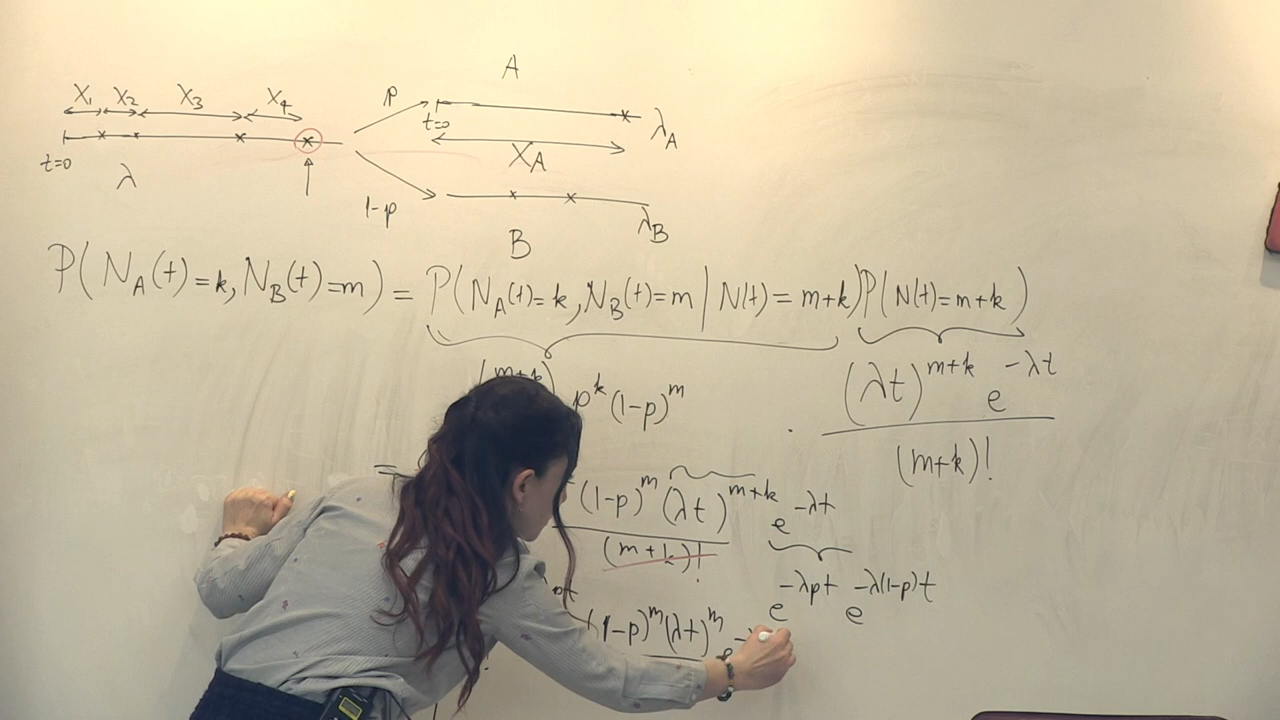 A
X₁ X₂ X₃ X₄ p
t=0 λ_A
t=0 X_A
λ
1-p λ_B
B
P(N_A(t)=k, N_B(t)=m) = P(N_A(t)=k, N_B(t)=m | N(t)=m+k) P(N(t)=m+k)
(m+k) p^k (1-p)^m · (λt)^{m+k} e^{-λt}
(m+k)!
= (1-p)^m (λt)^{m+k} e^{-λt}
(m+k)!
e^{-λpt} e^{-λ(1-p)t}
(1-p)^m (λt)^m e